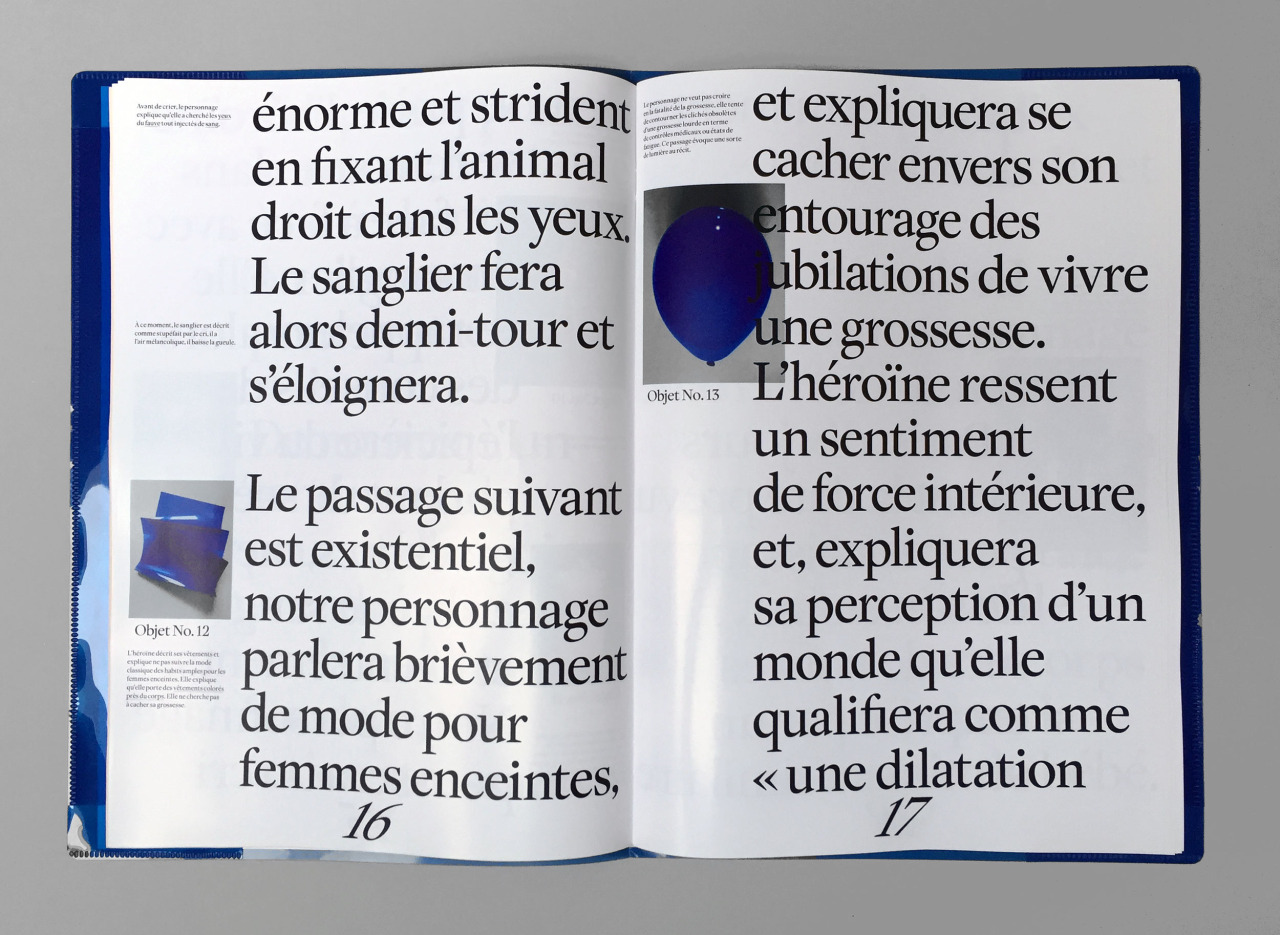 Avant de crier, le personnage
explique qu'elle a cherché les yeux
du fauve tout injectés de sang.
énorme et strident
en fixant l'animal
droit dans les yeux.
Le sanglier fera
alors demi-tour et
s'éloignera.
A ce moment, le sanglier est décrit
comme stupéfait par le cri, il a
l'air mélancolique, il baisse la gueule.
Le passage suivant
est existentiel,
notre personnage
parlera brièvement
de mode pour
femmes enceintes,
Objet No. 12
L'héroïne décrit ses vêtements et
explique ne pas suivre la mode
classique des habits amples pour les
femmes enceintes. Elle explique
qu'elle porte des vêtements colorés
près du corps. Elle ne cherche pas
à cacher sa grossesse.
16
Le personnage ne veut pas croire
en la fatalité de la grossesse, elle tente
de contourner les clichés obsolètes
d'une grossesse lourde en terme
de contrôles médicaux ou états de
fatigue. Ce passage évoque une sorte
de lumière au récit.
Objet No. 13
et expliquera se
cacher envers son
entourage des
jubilations de vivre
une grossesse.
L'héroïne ressent
un sentiment
de force intérieure,
et, expliquera
sa perception d'un
monde qu'elle
qualifiera comme
« une dilatation
17